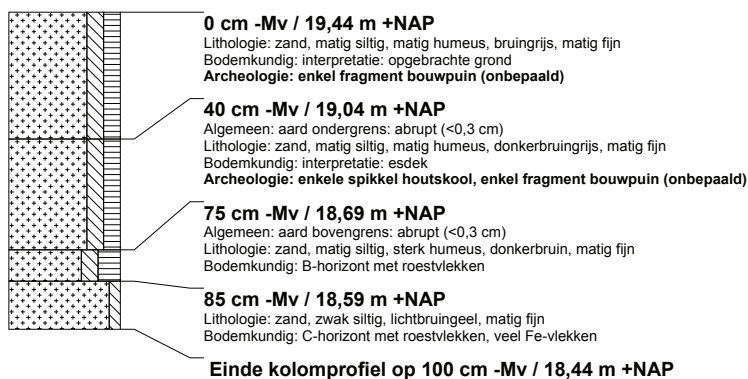 0 cm -Mv / 19,44 m +NAP
Lithologie: zand, matig siltig, matig humeus, bruingrijs, matig fijn
Bodemkundig: interpretatie: opgebrachte grond
Archeologie: enkel fragment bouwpuin (onbepaald)
40 cm -Mv / 19,04 m +NAP
Algemeen: aard ondergrens: abrupt (<0,3 cm)
Lithologie: zand, matig siltig, matig humeus, donkerbruingrijs, matig fijn
Bodemkundig: interpretatie: esdek
Archeologie: enkele spikkel houtskool, enkel fragment bouwpuin (onbepaald)
75 cm -Mv / 18,69 m +NAP
Algemeen: aard bovengrens: abrupt (<0,3 cm)
Lithologie: zand, matig siltig, sterk humeus, donkerbruin, matig fijn
Bodemkundig: B-horizont met roestvlekken
85 cm -Mv / 18,59 m +NAP
Lithologie: zand, zwak siltig, lichtbruingeel, matig fijn
Bodemkundig: C-horizont met roestvlekken, veel Fe-vlekken
Einde kolomprofiel op 100 cm -Mv / 18,44 m +NAP